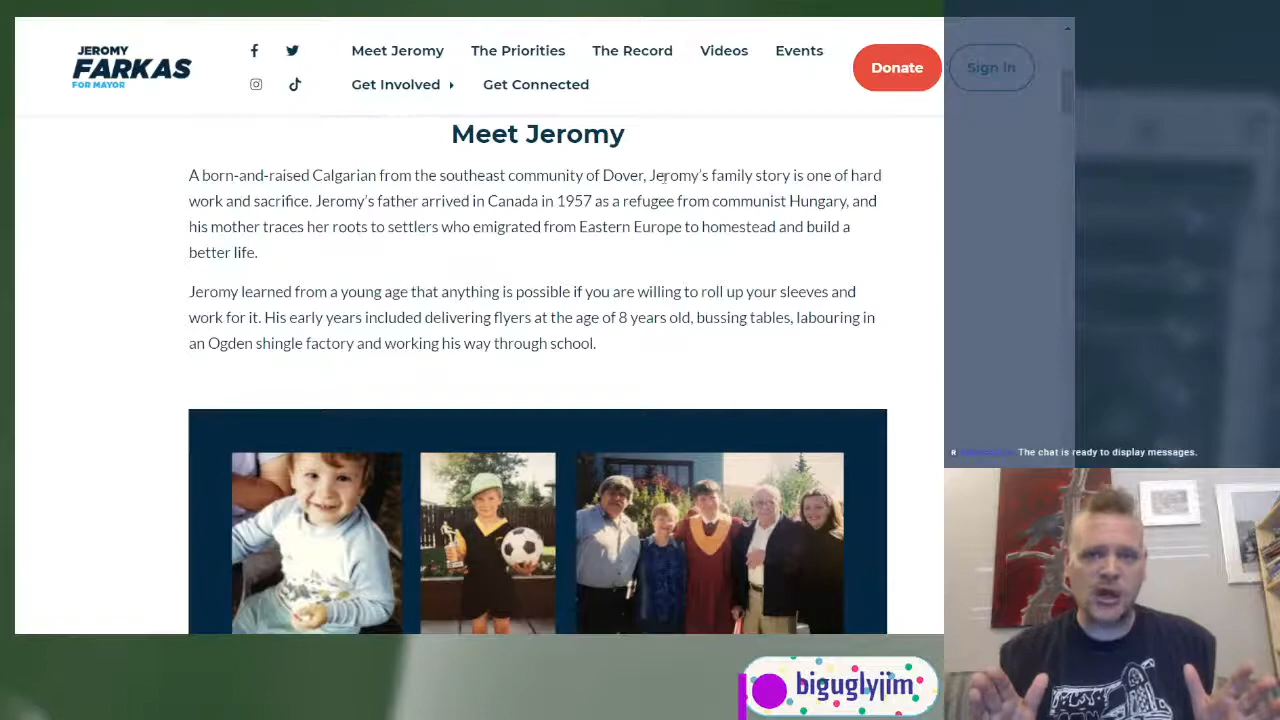 JEROMY
FARKAS
FOR MAYOR
Meet Jeromy
The Priorities
The Record
Videos
Events
Get Involved
Get Connected
Donate
Sign In
Meet Jeromy
A born-and-raised Calgarian from the southeast community of Dover, Jeromy's family story is one of hard
work and sacrifice. Jeromy's father arrived in Canada in 1957 as a refugee from communist Hungary, and
his mother traces her roots to settlers who emigrated from Eastern Europe to homestead and build a
better life.
Jeromy learned from a young age that anything is possible if you are willing to roll up your sleeves and
work for it. His early years included delivering flyers at the age of 8 years old, bussing tables, labouring in
an Ogden shingle factory and working his way through school.
The chat is ready to display messages.
biguglyjim